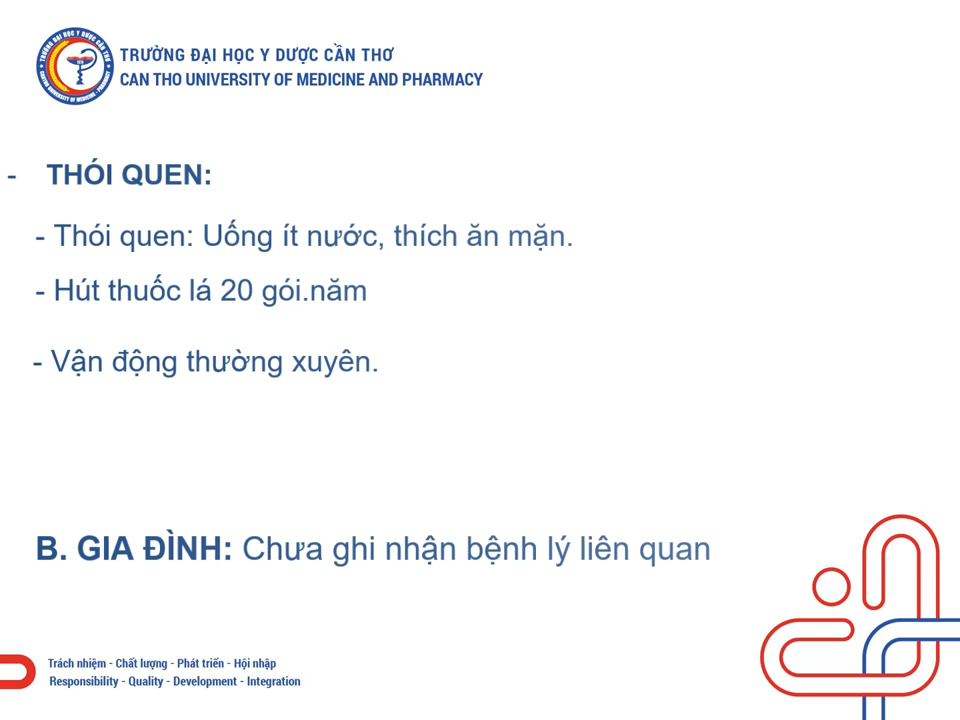 TRƯỜNG ĐẠI HỌC Y DƯỢC CẦN THƠ
CAN THO UNIVERSITY OF MEDICINE AND PHARMACY
- THÓI QUEN:
- Thói quen: Uống ít nước, thích ăn mặn.
- Hút thuốc lá 20 gói.năm
- Vận động thường xuyên.
B. GIA ĐÌNH: Chưa ghi nhận bệnh lý liên quan
Trách nhiệm - Chất lượng - Phát triển - Hội nhập
Responsibility - Quality - Development - Integration